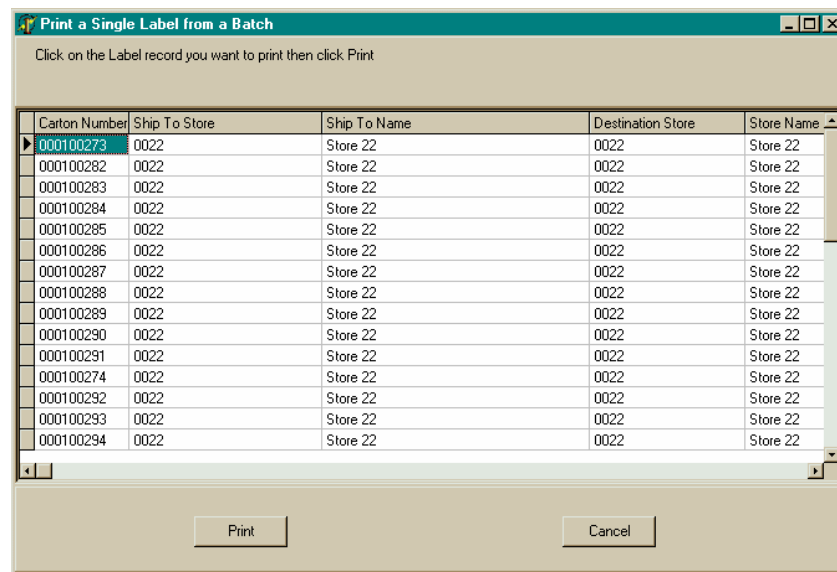 Print a Single Label from a Batch
Click on the Label record you want to print then click Print
Carton Number Ship To Store Ship To Name Destination Store Store Name
000100273 0022 Store 22 0022 Store 22
000100282 0022 Store 22 0022 Store 22
000100283 0022 Store 22 0022 Store 22
000100284 0022 Store 22 0022 Store 22
000100285 0022 Store 22 0022 Store 22
000100286 0022 Store 22 0022 Store 22
000100287 0022 Store 22 0022 Store 22
000100288 0022 Store 22 0022 Store 22
000100289 0022 Store 22 0022 Store 22
000100290 0022 Store 22 0022 Store 22
000100291 0022 Store 22 0022 Store 22
000100274 0022 Store 22 0022 Store 22
000100292 0022 Store 22 0022 Store 22
000100293 0022 Store 22 0022 Store 22
000100294 0022 Store 22 0022 Store 22
Print Cancel